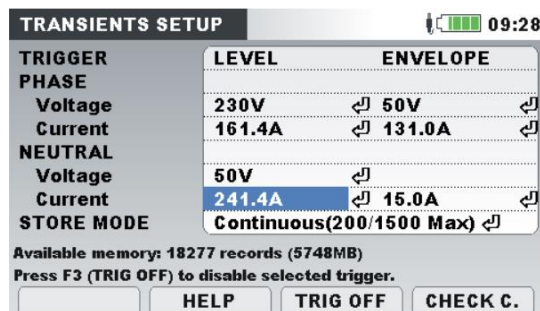 TRANSIENTS SETUP 09:28
TRIGGER LEVEL ENVELOPE
PHASE
Voltage 230V 50V
Current 161.4A 131.0A
NEUTRAL
Voltage 50V
Current 241.4A 15.0A
STORE MODE Continuous(200/1500 Max)
Available memory: 18277 records (5748MB)
Press F3 (TRIG OFF) to disable selected trigger.
HELP TRIG OFF CHECK C.